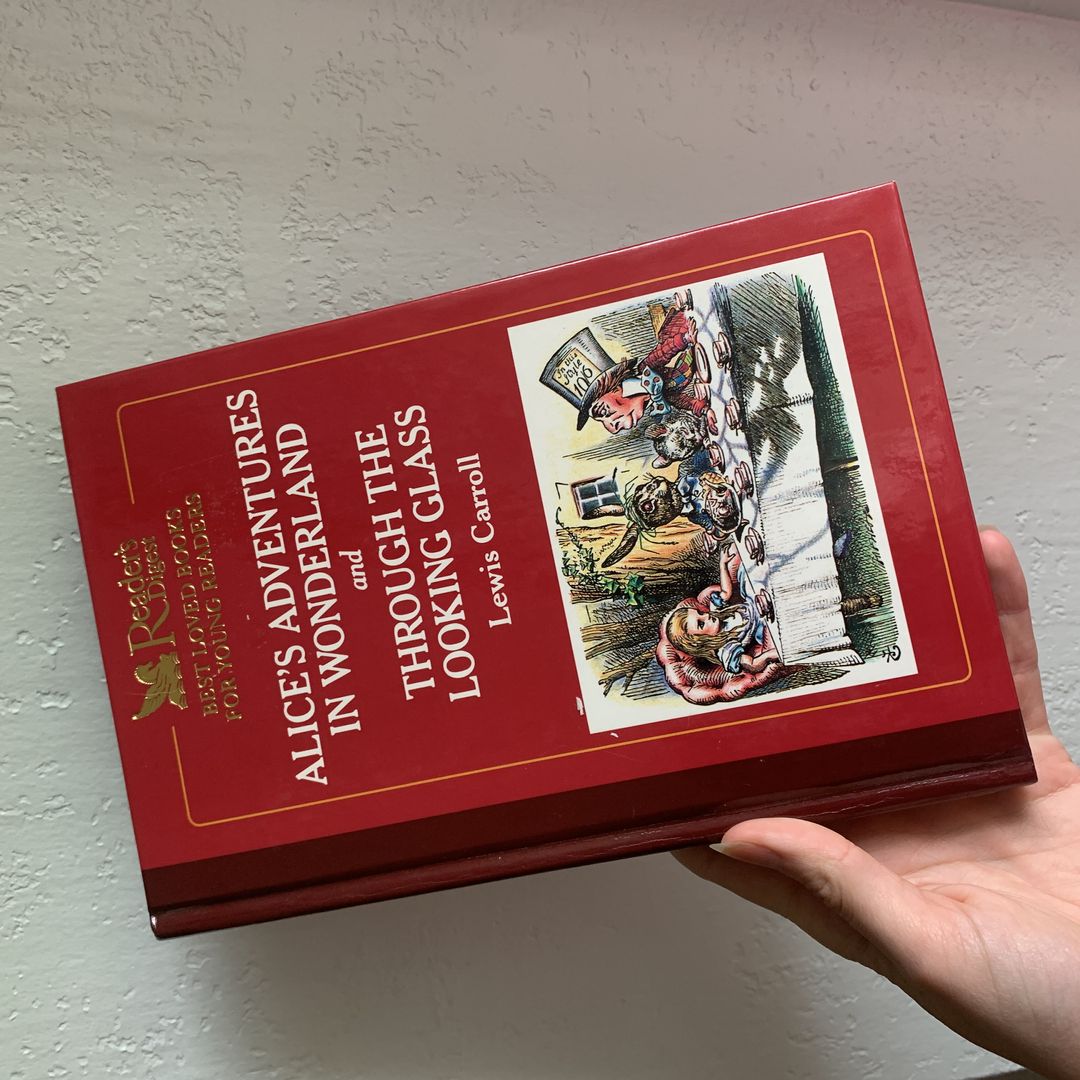 Reader's
Digest
BEST LOVED BOOKS
FOR YOUNG READERS
ALICE'S ADVENTURES
IN WONDERLAND
and
THROUGH THE
LOOKING GLASS
Lewis Carroll
In this
Style
10/6